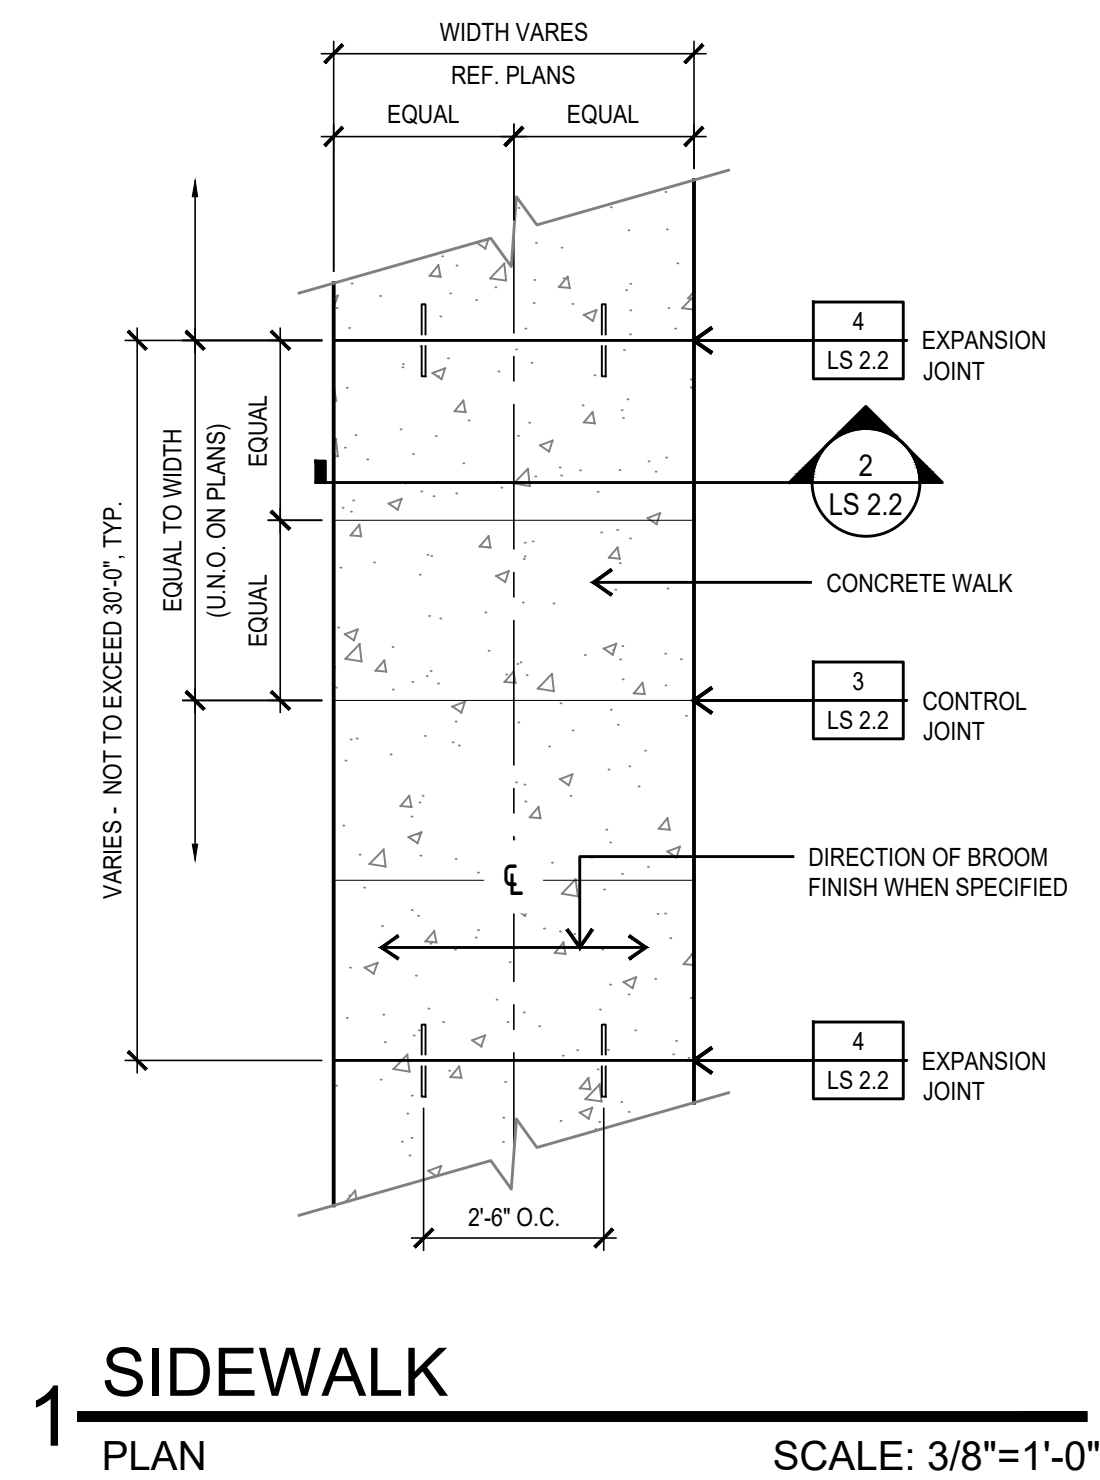 WIDTH VARES
REF. PLANS
EQUAL
EQUAL
4
LS 2.2
EXPANSION
JOINT
2
LS 2.2
EQUAL
EQUAL
EQUAL TO WIDTH
(U.N.O. ON PLANS)
VARIES - NOT TO EXCEED 30'-0", TYP.
CONCRETE WALK
3
LS 2.2
CONTROL
JOINT
DIRECTION OF BROOM
FINISH WHEN SPECIFIED
℄
4
LS 2.2
EXPANSION
JOINT
2'-6" O.C.
1
SIDEWALK
PLAN
SCALE: 3/8"=1'-0"